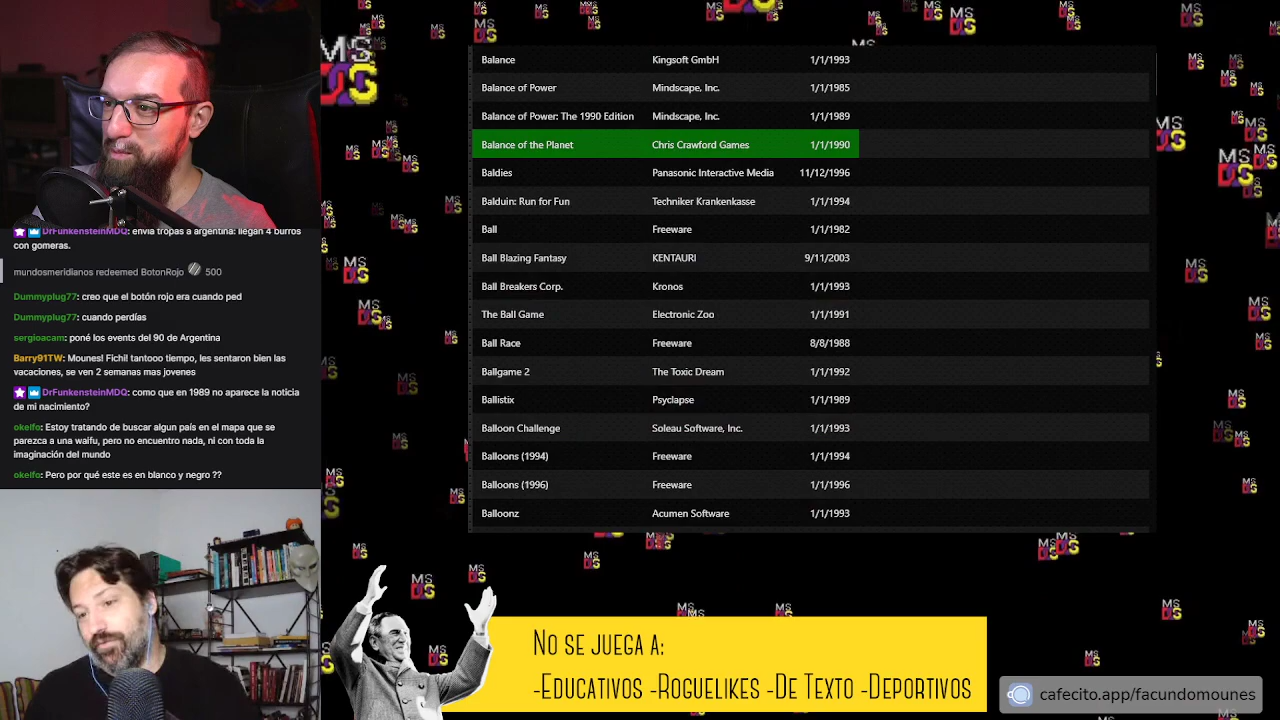 DrFunkensteinMDQ: envia tropas a argentina: llegan 4 burros
con gomeras.
mundosmeridianos redeemed BotonRojo 500
Dummyplug77: creo que el botón rojo era cuando ped
Dummyplug77: cuando perdías
sergioacam: poné los events del 90 de Argentina
Barry91TW: Mounes! Fichi! tantooo tiempo, les sentaron bien las
vacaciones, se ven 2 semanas mas jovenes
DrFunkensteinMDQ: como que en 1989 no aparece la noticia
de mi nacimiento?
okelfo: Estoy tratando de buscar algun país en el mapa que se
parezca a una waifu, pero no encuentro nada, ni con toda la
imaginación del mundo
okelfo: Pero por qué este es en blanco y negro ??
Balance Kingsoft GmbH 1/1/1993
Balance of Power Mindscape, Inc. 1/1/1985
Balance of Power: The 1990 Edition Mindscape, Inc. 1/1/1989
Balance of the Planet Chris Crawford Games 1/1/1990
Baldies Panasonic Interactive Media 11/12/1996
Balduin: Run for Fun Techniker Krankenkasse 1/1/1994
Ball Freeware 1/1/1982
Ball Blazing Fantasy KENTAURI 9/11/2003
Ball Breakers Corp. Kronos 1/1/1993
The Ball Game Electronic Zoo 1/1/1991
Ball Race Freeware 8/8/1988
Ballgame 2 The Toxic Dream 1/1/1992
Ballistix Psyclapse 1/1/1989
Balloon Challenge Soleau Software, Inc. 1/1/1993
Balloons (1994) Freeware 1/1/1994
Balloons (1996) Freeware 1/1/1996
Balloonz Acumen Software 1/1/1993
MS
DOS
No se juega a:
-Educativos -Roguelikes -De Texto -Deportivos
cafecito.app/facundomounes